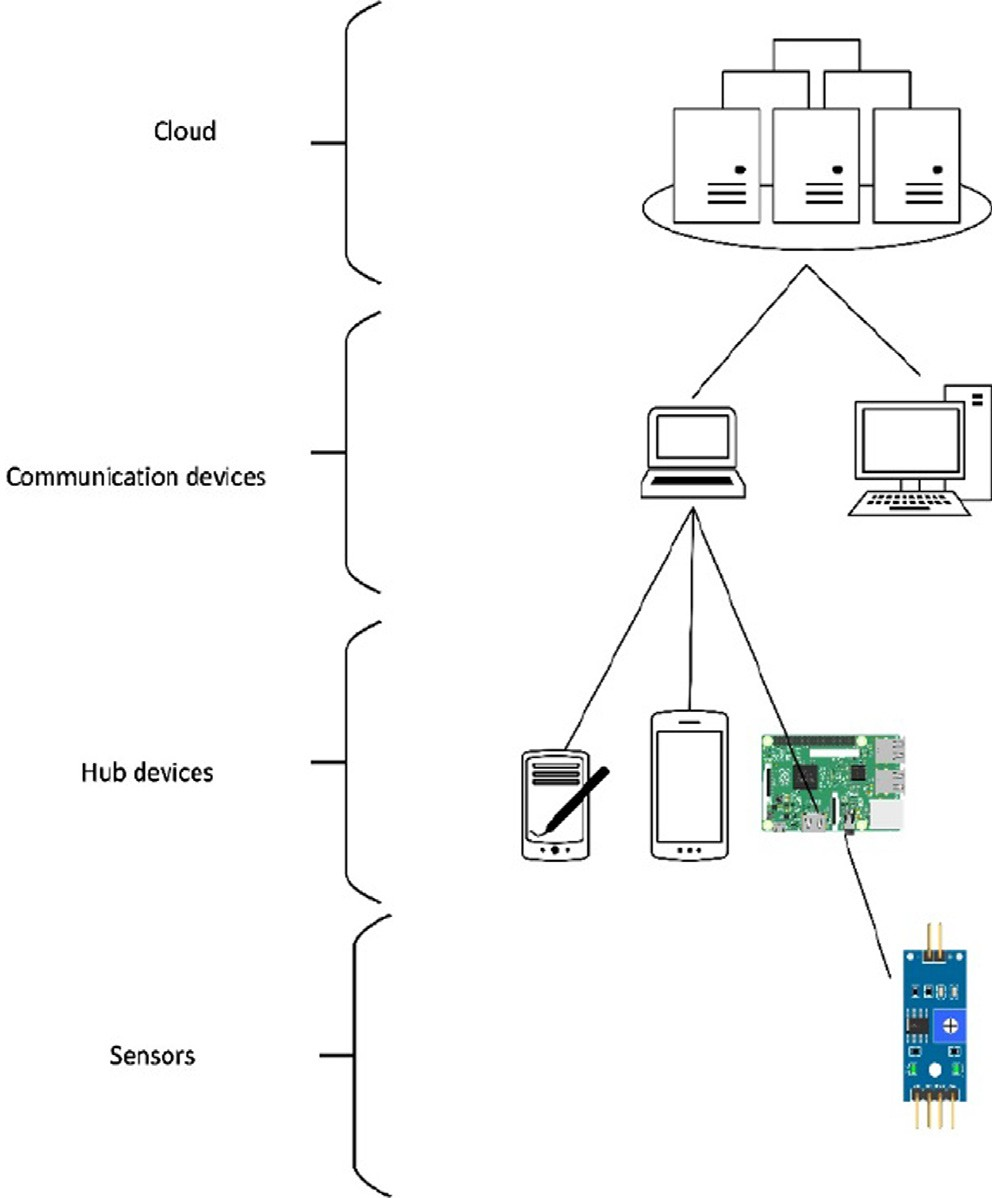 Cloud
Communication devices
Hub devices
Sensors